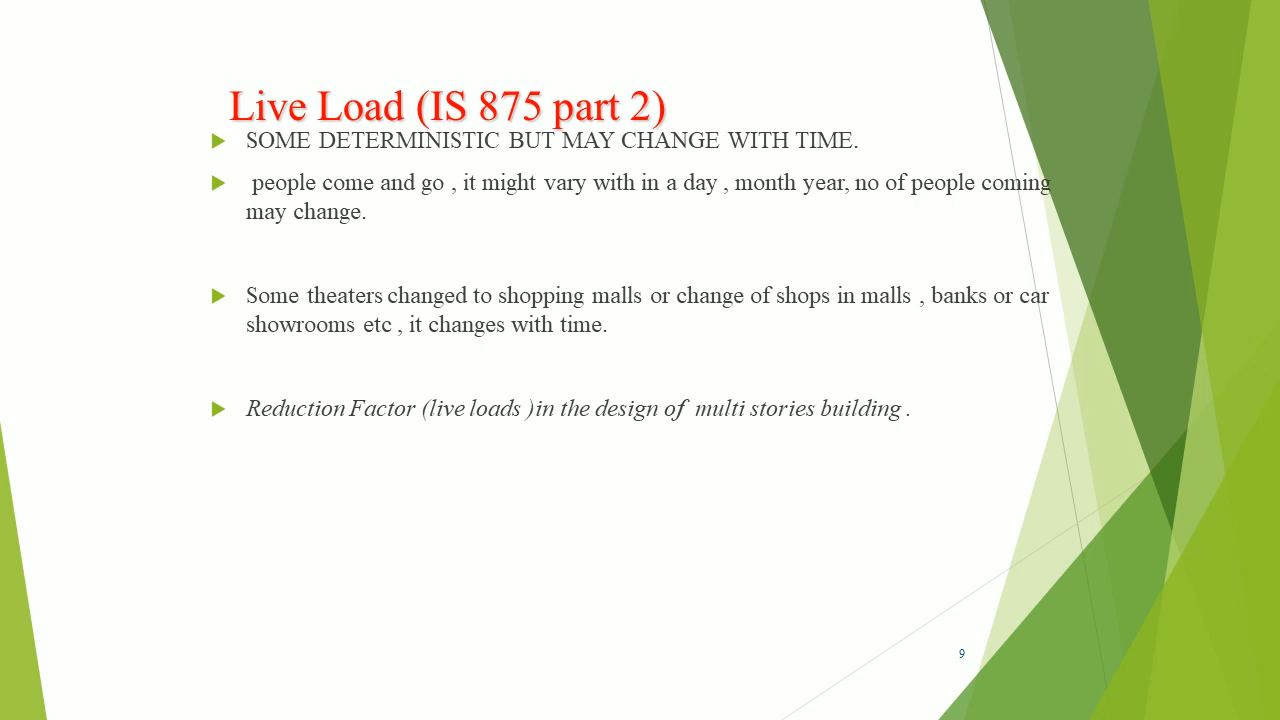 Live Load (IS 875 part 2)
SOME DETERMINISTIC BUT MAY CHANGE WITH TIME.
people come and go , it might vary with in a day , month year, no of people coming
may change.
Some theaters changed to shopping malls or change of shops in malls , banks or car
showrooms etc , it changes with time.
Reduction Factor (live loads )in the design of multi stories building .
9